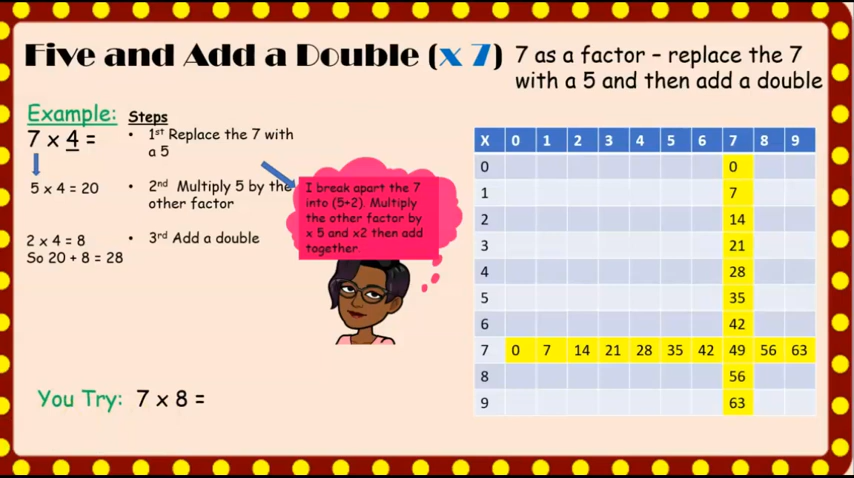 Five and Add a Double (x 7)
7 as a factor – replace the 7
with a 5 and then add a double
Example:
7 x 4 =
5 x 4 = 20
2 x 4 = 8
So 20 + 8 = 28
Steps
• 1st Replace the 7 with
a 5
• 2nd Multiply 5 by the
other factor
• 3rd Add a double
I break apart the 7
into (5+2). Multiply
the other factor by
x 5 and x2 then add
together.
You Try: 7 x 8 =
X 0 1 2 3 4 5 6 7 8 9
0 0
1 7
2 14
3 21
4 28
5 35
6 42
7 0 7 14 21 28 35 42 49 56 63
8 56
9 63